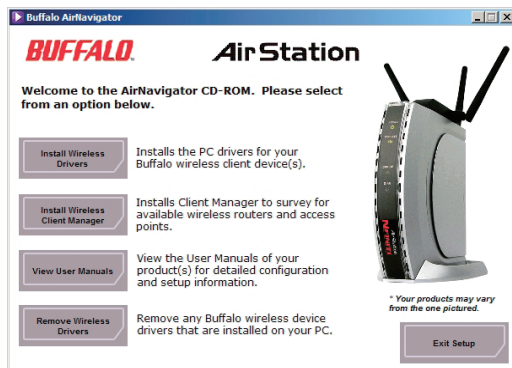 Buffalo AirNavigator
BUFFALO
AirStation
Welcome to the AirNavigator CD-ROM. Please select
from an option below.
Install Wireless
Drivers
Installs the PC drivers for your
Buffalo wireless client device(s).
Install Wireless
Client Manager
Installs Client Manager to survey for
available wireless routers and access
points.
View User Manuals
View the User Manuals of your
product(s) for detailed configuration
and setup information.
Remove Wireless
Drivers
Remove any Buffalo wireless device
drivers that are installed on your PC.
AirStation
Nfiniti
* Your products may vary
from the one pictured.
Exit Setup